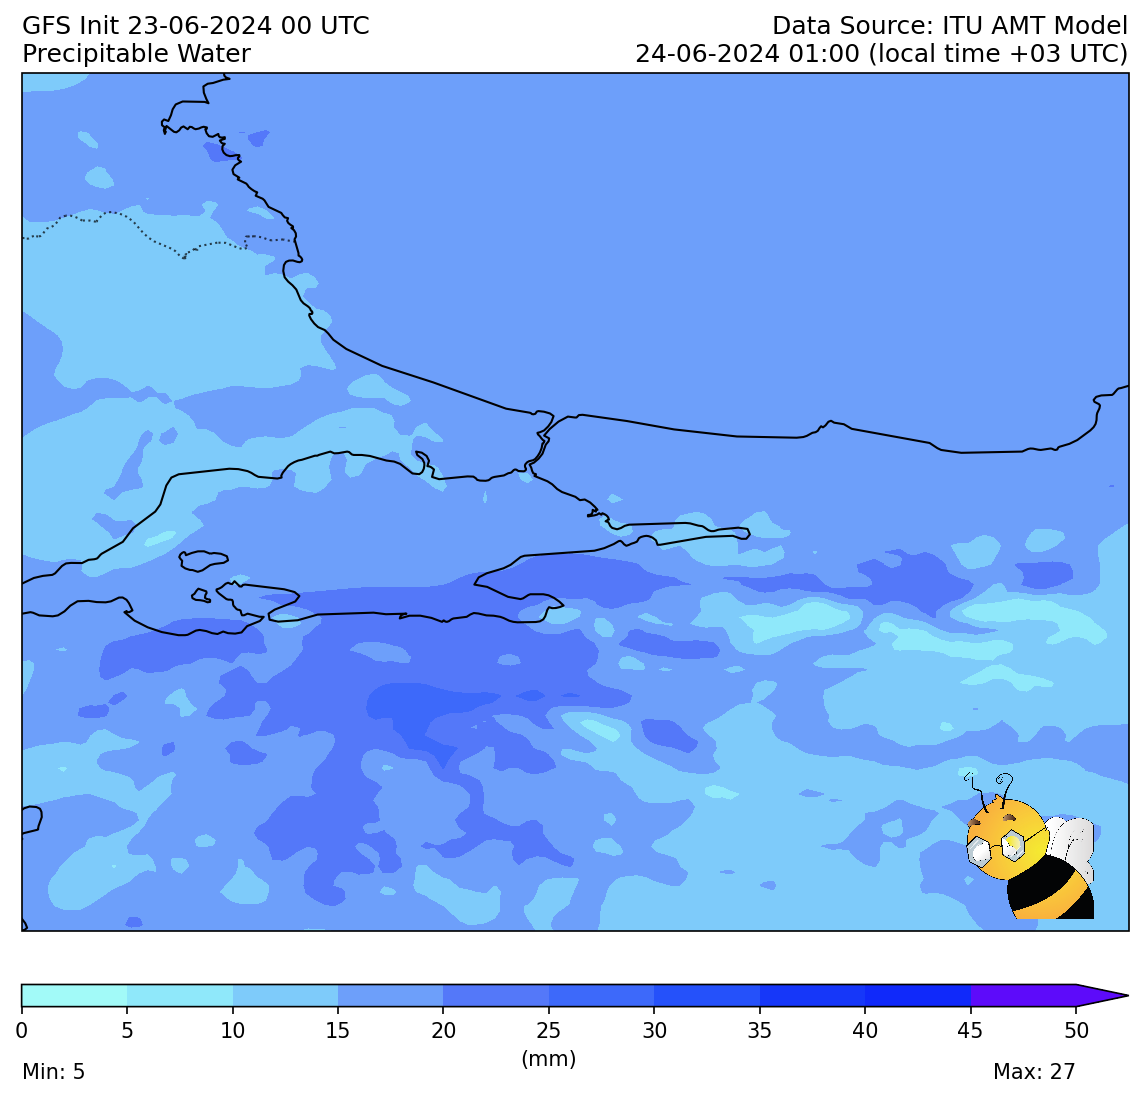 GFS Init 23-06-2024 00 UTC
Data Source: ITU AMT Model
Precipitable Water
24-06-2024 01:00 (local time +03 UTC)
0 5 10 15 20 25 30 35 40 45 50
(mm)
Min: 5
Max: 27